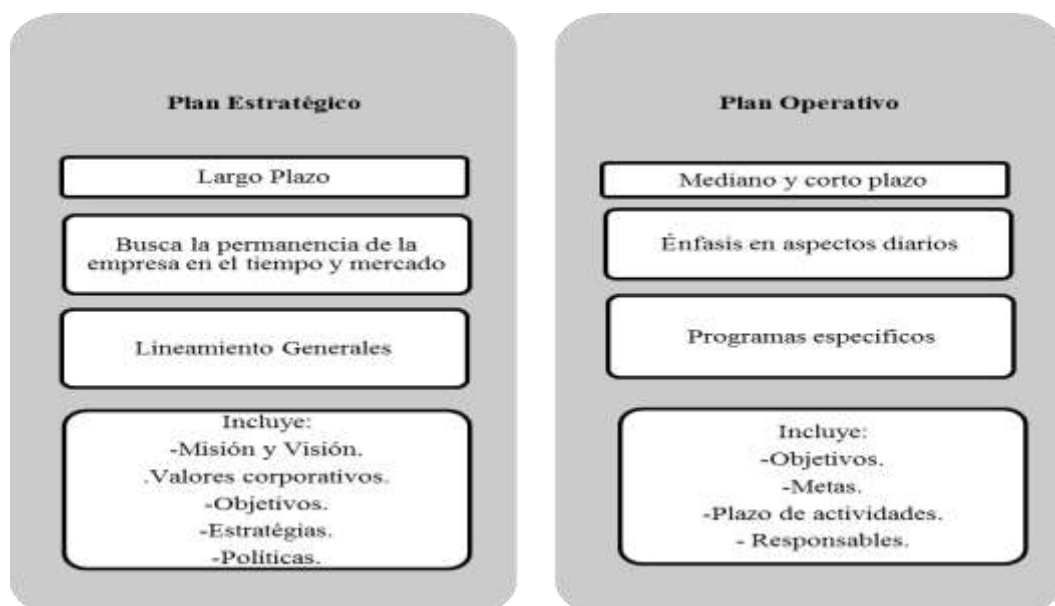 Plan Estratégico
Largo Plazo
Busca la permanencia de la
empresa en el tiempo y mercado
Lineamiento Generales
Incluye:
-Misión y Visión.
.Valores corporativos.
-Objetivos.
-Estratégias.
-Políticas.
Plan Operativo
Mediano y corto plazo
Énfasis en aspectos diarios
Programas especificos
Incluye:
-Objetivos.
-Metas.
-Plazo de actividades.
- Responsables.